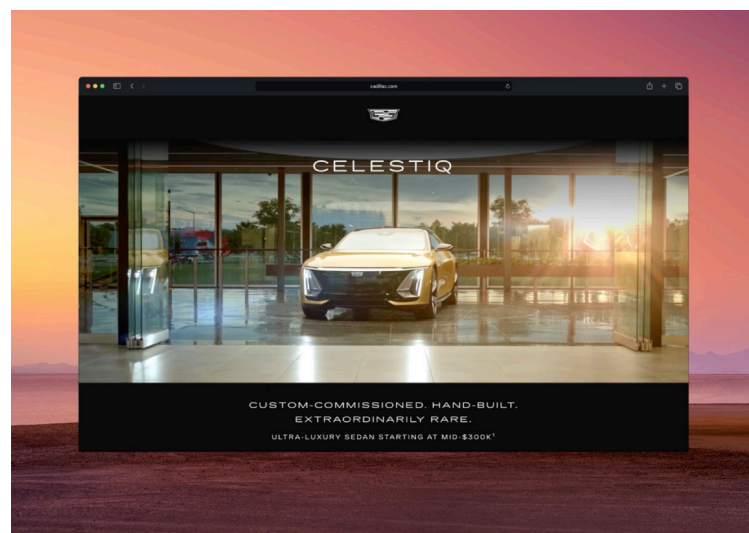 cadillac.com
CELESTIQ
CUSTOM-COMMISSIONED. HAND-BUILT.
EXTRAORDINARILY RARE.
ULTRA-LUXURY SEDAN STARTING AT MID-$300K¹